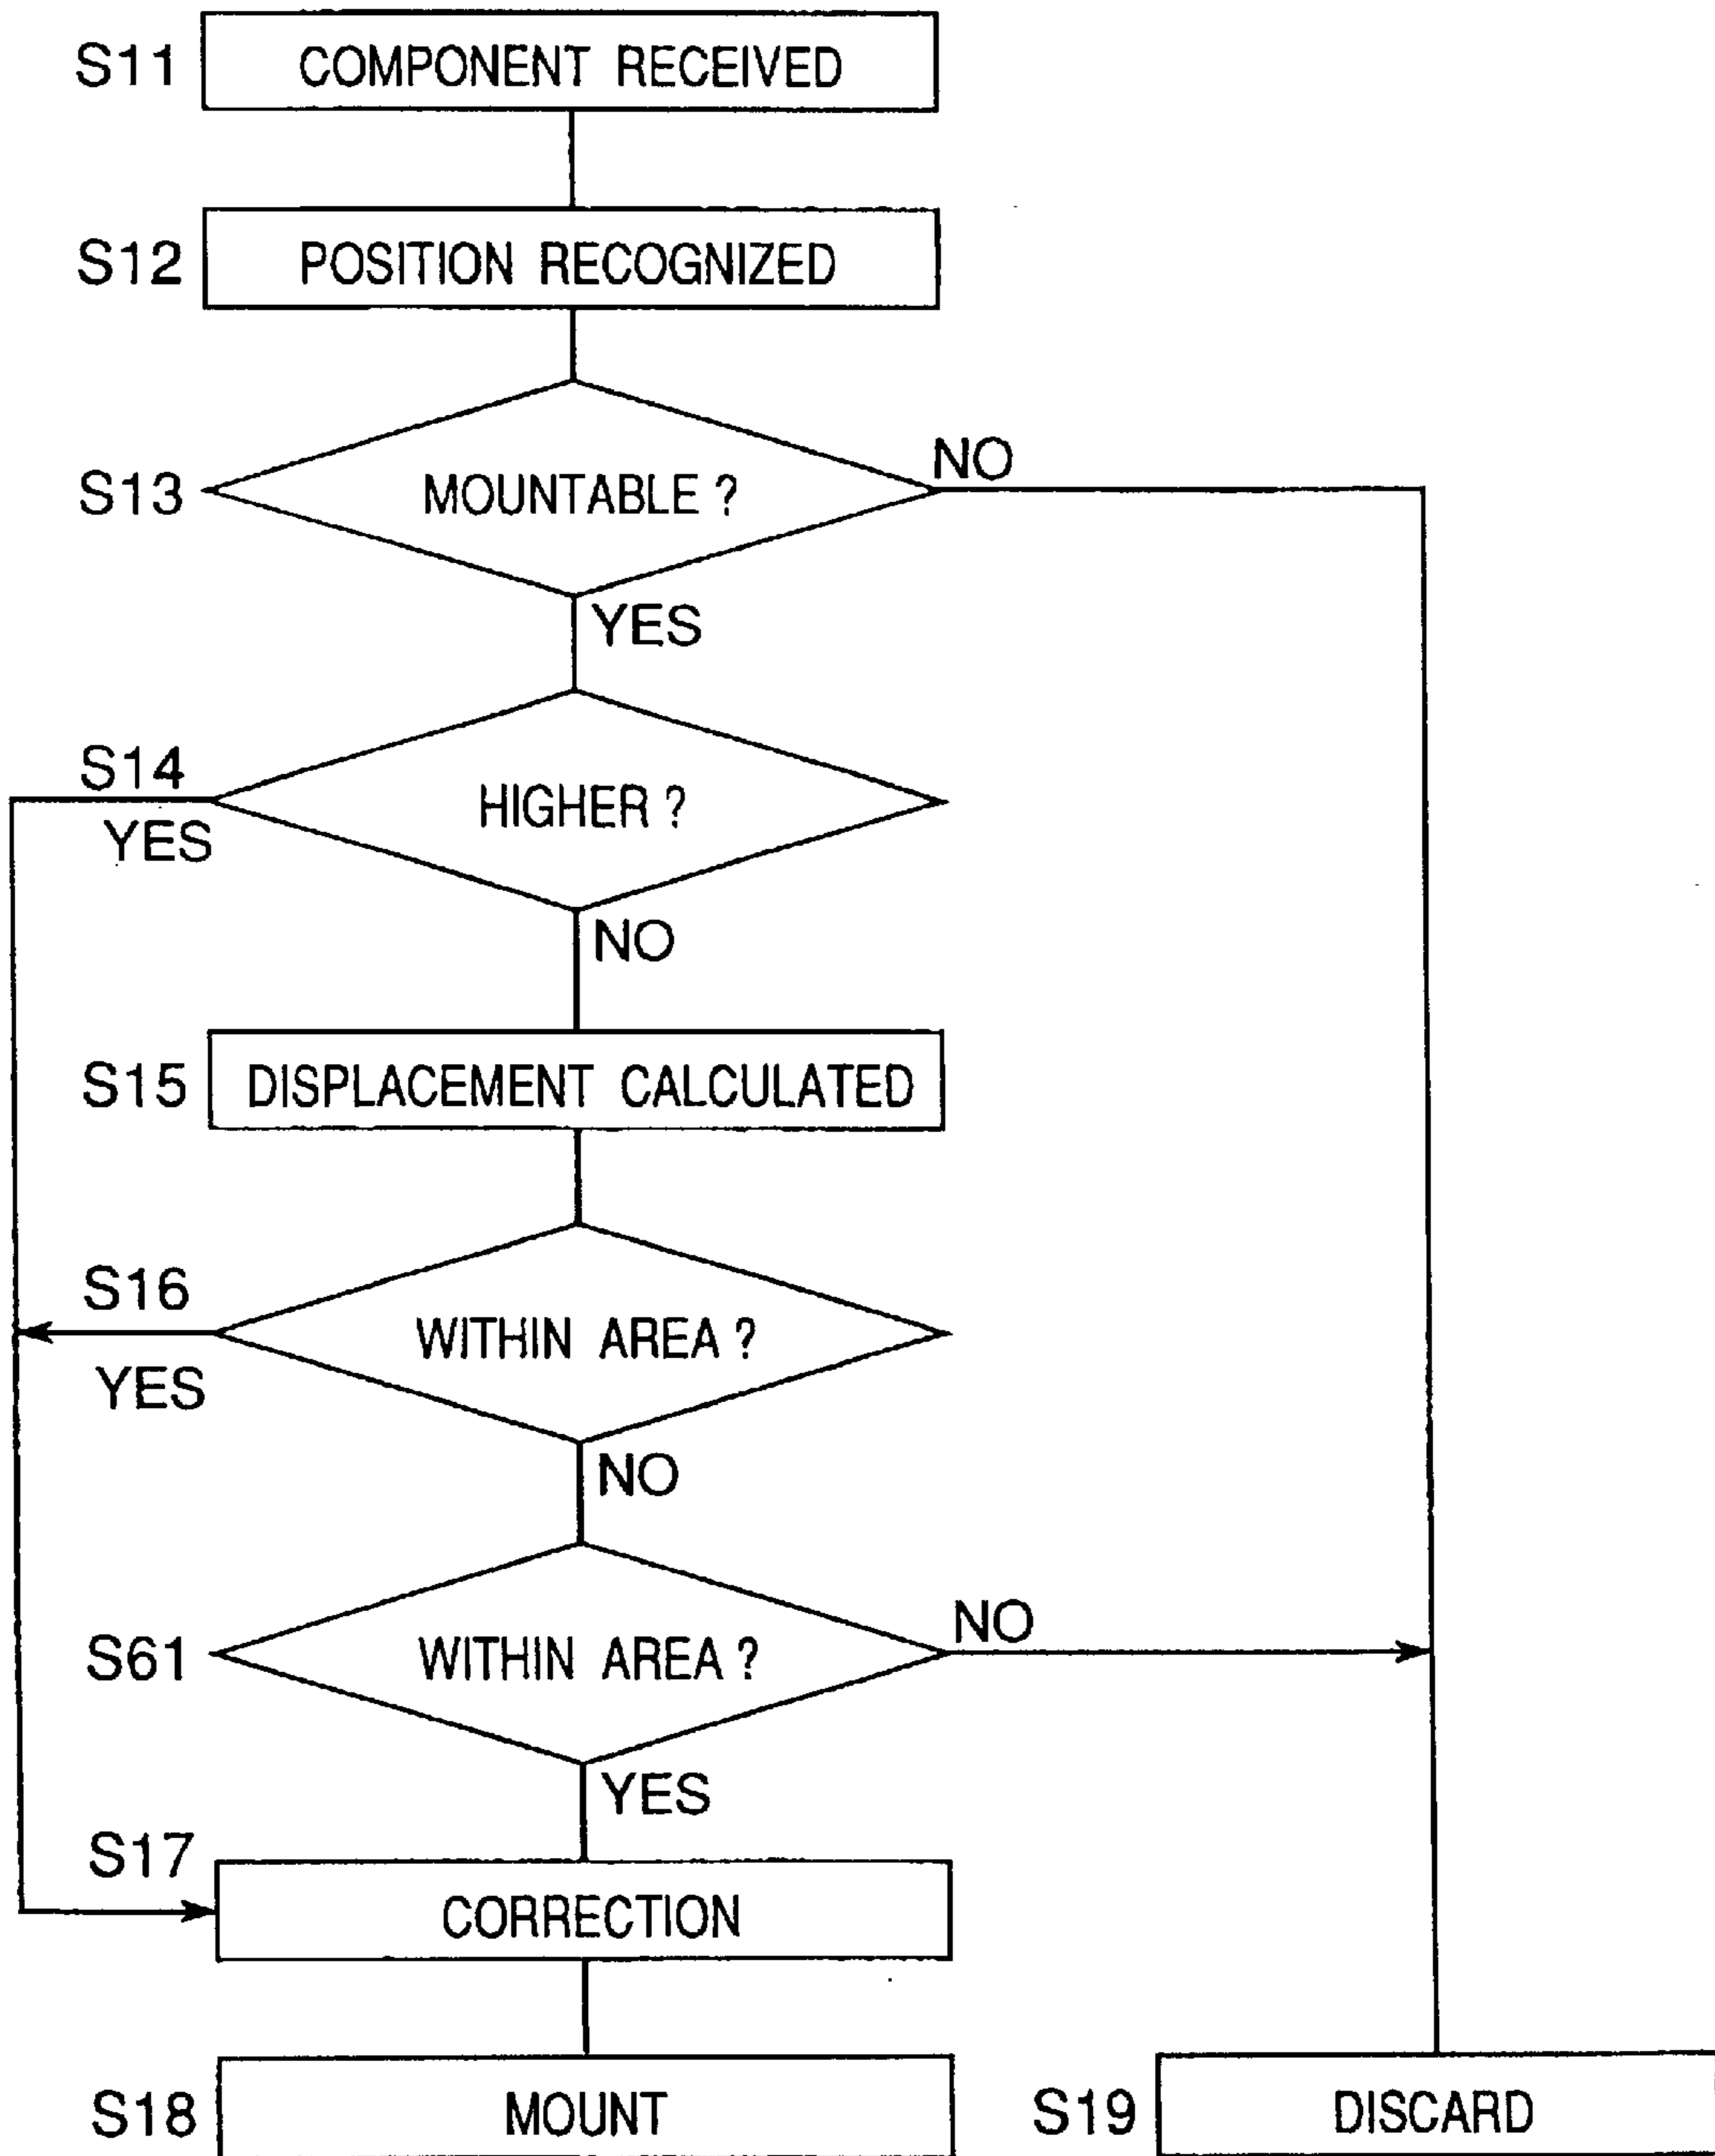 S11 COMPONENT RECEIVED
S12 POSITION RECOGNIZED
S13 MOUNTABLE ? NO
YES
S14 HIGHER ?
YES
NO
S15 DISPLACEMENT CALCULATED
S16 WITHIN AREA ?
YES
NO
S61 WITHIN AREA ? NO
YES
S17 CORRECTION
S18 MOUNT
S19 DISCARD